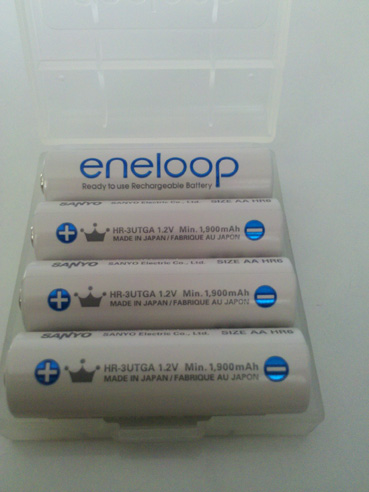 eneloop
eneloop
Ready to use Rechargeable Battery
SANYO SANYO Electric Co., Ltd. SIZE AA HR6
HR-3UTGA 1.2V Min. 1,900mAh
MADE IN JAPAN / FABRIQUE AU JAPON
SANYO SANYO Electric Co., Ltd. SIZE AA HR6
HR-3UTGA 1.2V Min. 1,900mAh
MADE IN JAPAN / FABRIQUE AU JAPON
SANYO SANYO Electric Co., Ltd. SIZE AA HR6
HR-3UTGA 1.2V Min. 1,900mAh
MADE IN JAPAN / FABRIQUE AU JAPON